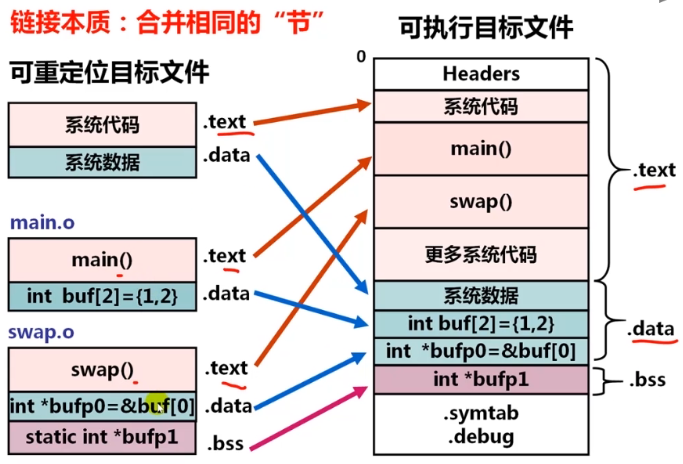 链接本质：合并相同的“节”
可重定位目标文件
系统代码
.text
系统数据
.data
main.o
main()
.text
int buf[2]={1,2}
.data
swap.o
swap()
.text
int *bufp0=&buf[0]
.data
static int *bufp1
.bss
可执行目标文件
0
Headers
系统代码
main()
swap()
更多系统代码
.text
系统数据
int buf[2]={1,2}
int *bufp0=&buf[0]
.data
int *bufp1
.bss
.symtab
.debug